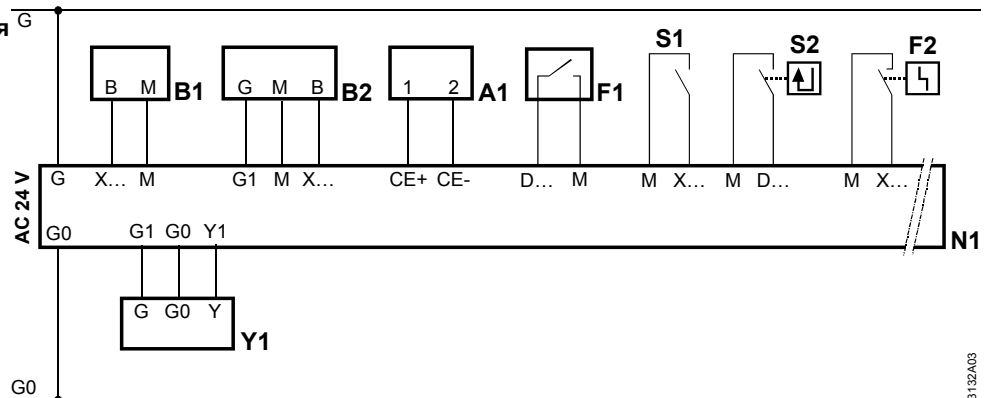 я
G
S1 S2 F2
B M B1
G M B B2
1 2 A1
F1
AC 24 V
G X... M G1 M X... CE+ CE- D... M M X... M D... M X...
G0 G1 G0 Y1
N1
G G0 Y
Y1
G0
3132A03